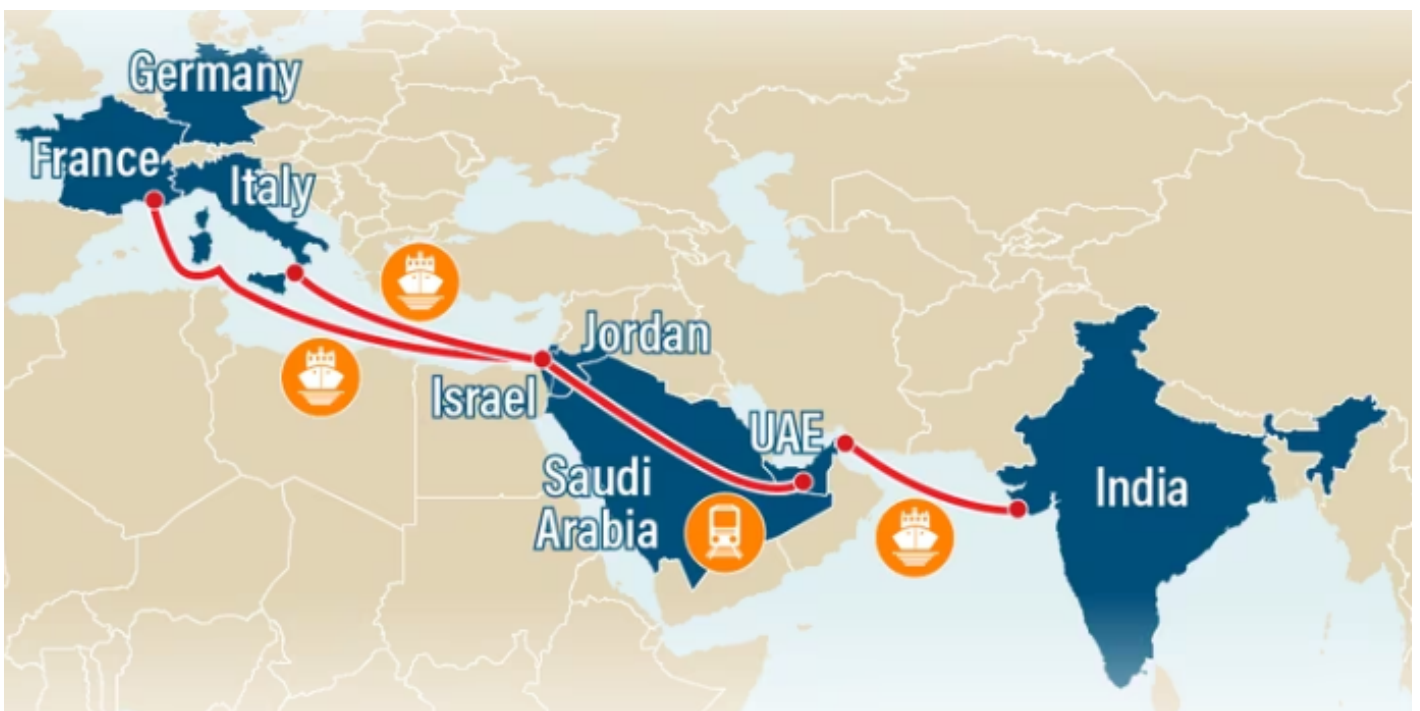 Germany
France
Italy
Jordan
Israel
UAE
Saudi
Arabia
India